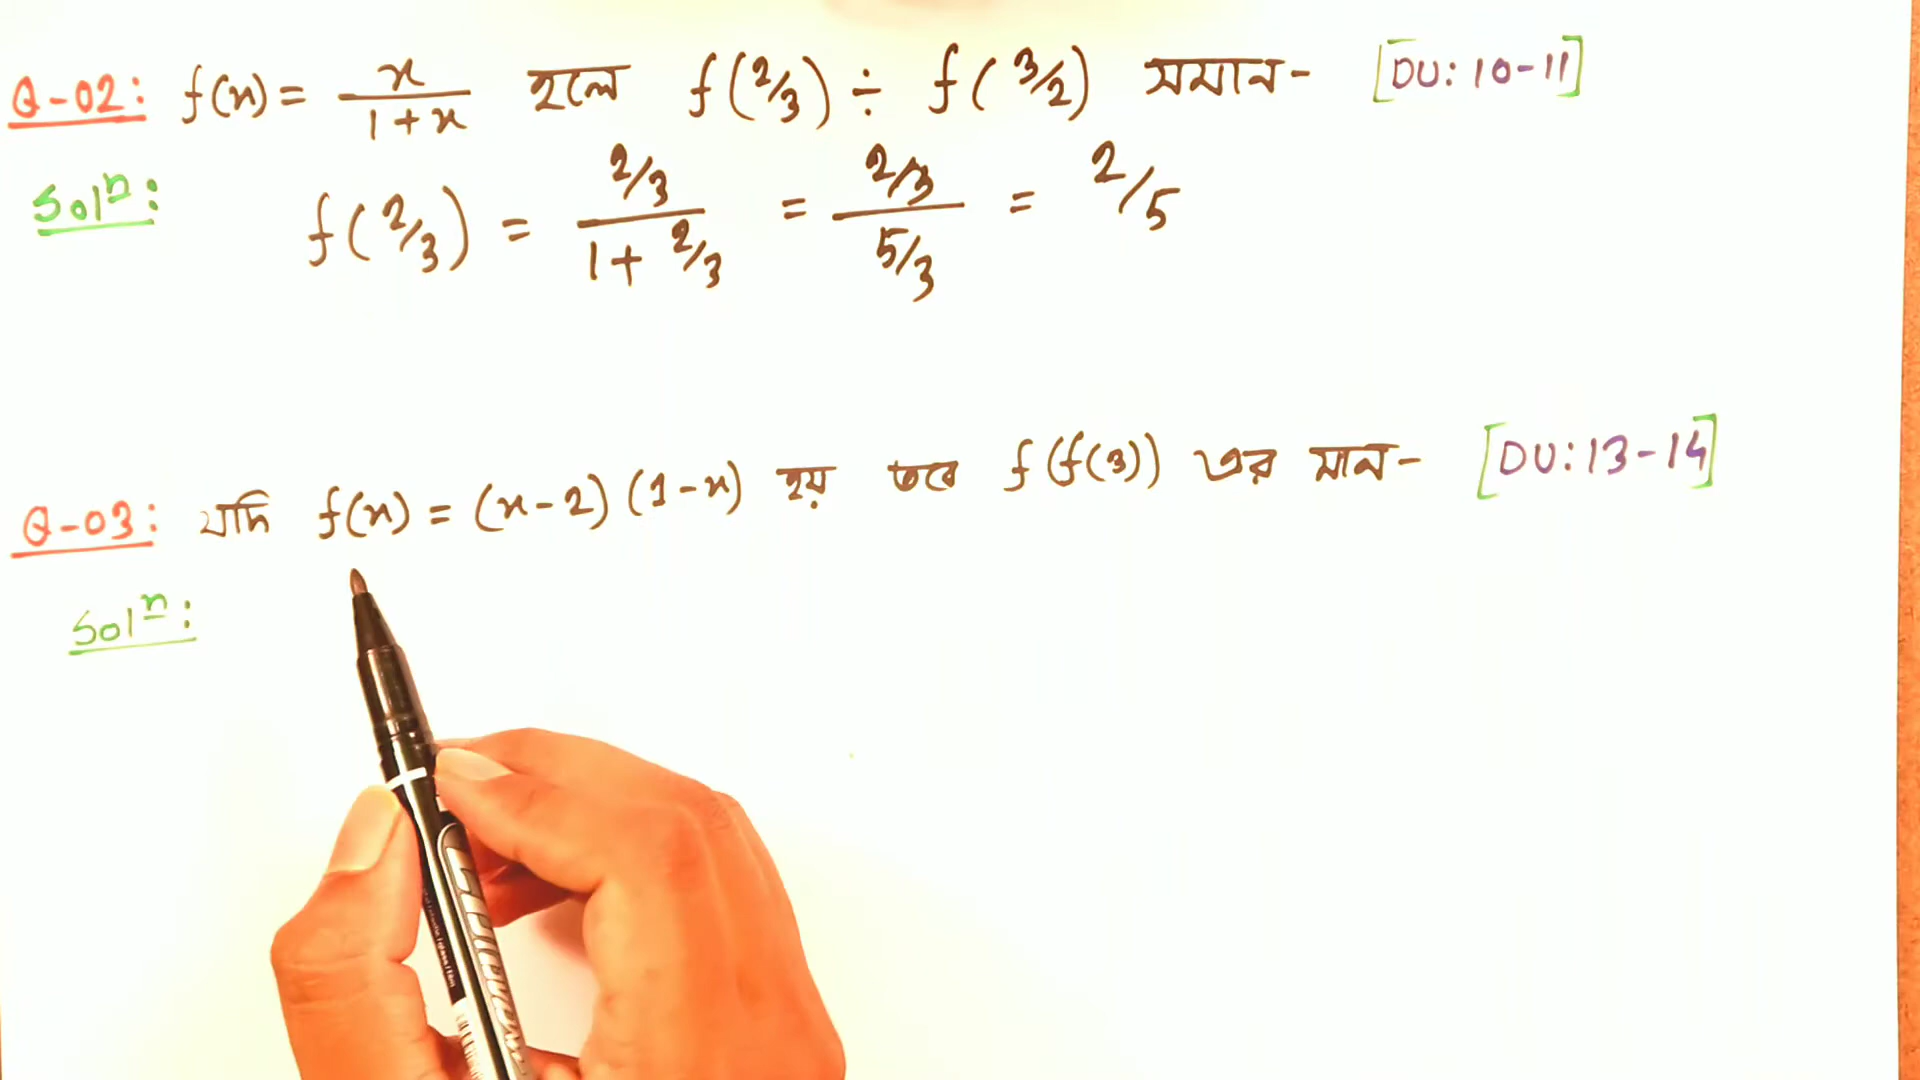 Q-02: f(x) = x/(1+x) হলে f(2/3) ÷ f(3/2) সমান- [DU: 10-11]
Solⁿ: f(2/3) = (2/3)/(1+2/3) = (2/3)/(5/3) = 2/5
Q-03: যদি f(x) = (x-2)(1-x) হয় তবে f(f(3)) এর মান- [DU: 13-14]
Solⁿ: